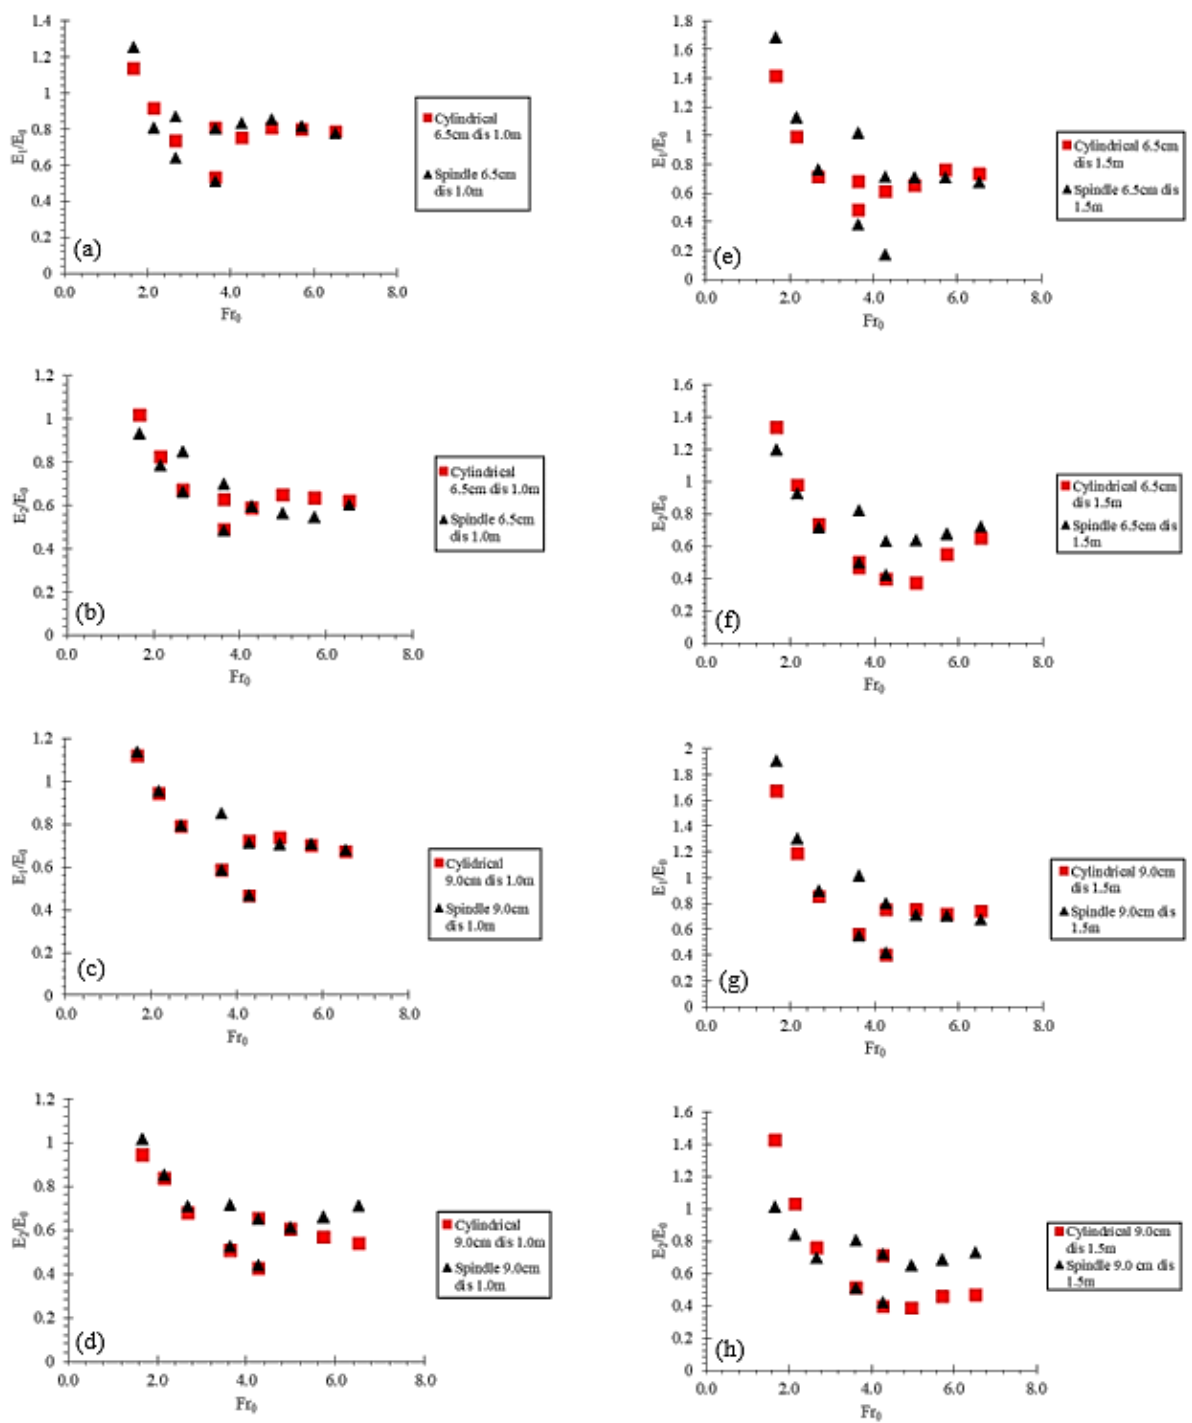 1.4
1.2
1
0.8
0.6
0.4
0.2
0
E1/E0
(a)
0.0 2.0 4.0 6.0 8.0
Fr0
Cylindrical
6.5cm dis 1.0m
Spindle 6.5cm
dis 1.0m
1.8
1.6
1.4
1.2
1
0.8
0.6
0.4
0.2
0
E1/E0
(e)
0.0 2.0 4.0 6.0 8.0
Fr0
Cylindrical 6.5cm
dis 1.5m
Spindle 6.5cm dis
1.5m
1.2
1
0.8
0.6
0.4
0.2
0
E2/E0
(b)
0.0 2.0 4.0 6.0 8.0
Fr0
Cylindrical
6.5cm dis 1.0m
Spindle 6.5cm
dis 1.0m
1.6
1.4
1.2
1
0.8
0.6
0.4
0.2
0
E2/E0
(f)
0.0 2.0 4.0 6.0 8.0
Fr0
Cylindrical 6.5cm
dis 1.5m
Spindle 6.5cm dis
1.5m
1.2
1
0.8
0.6
0.4
0.2
0
E1/E0
(c)
0.0 2.0 4.0 6.0 8.0
Fr0
Cylidrical
9.0cm dis 1.0m
Spindle 9.0cm
dis 1.0m
2
1.8
1.6
1.4
1.2
1
0.8
0.6
0.4
0.2
0
E1/E0
(g)
0.0 2.0 4.0 6.0 8.0
Fr0
Cylindrical 9.0cm
dis 1.5m
Spindle 9.0cm dis
1.5m
1.2
1
0.8
0.6
0.4
0.2
0
E2/E0
(d)
0.0 2.0 4.0 6.0 8.0
Fr0
Cylindrical
9.0cm dis 1.0m
Spindle 9.0cm
dis 1.0m
1.6
1.4
1.2
1
0.8
0.6
0.4
0.2
0
E2/E0
(h)
0.0 2.0 4.0 6.0 8.0
Fr0
Cylindrical 9.0cm
dis 1.5m
Spindle 9.0 cm dis
1.5m